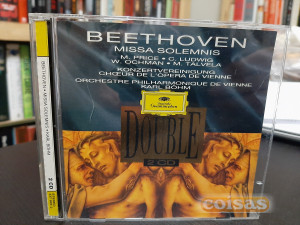 BEETHOVEN
MISSA SOLEMNIS
M. PRICE • C. LUDWIG
W. OCHMAN • M. TALVELA
KONZERTVEREINIGUNG
CHŒUR DE L'OPÉRA DE VIENNE
ORCHESTRE PHILHARMONIQUE DE VIENNE
KARL BÖHM
DOUBLE
2 CD
coisas